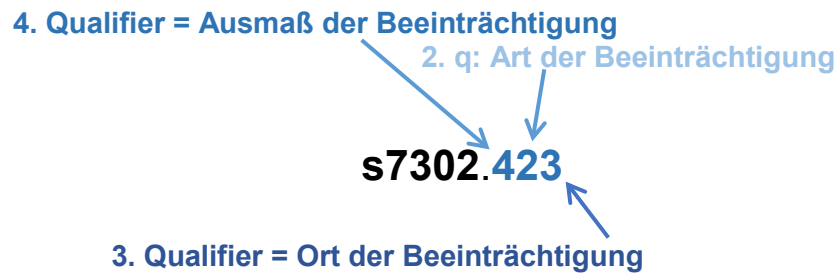 4. Qualifier = Ausmaß der Beeinträchtigung
2. q: Art der Beeinträchtigung
s7302.423
3. Qualifier = Ort der Beeinträchtigung